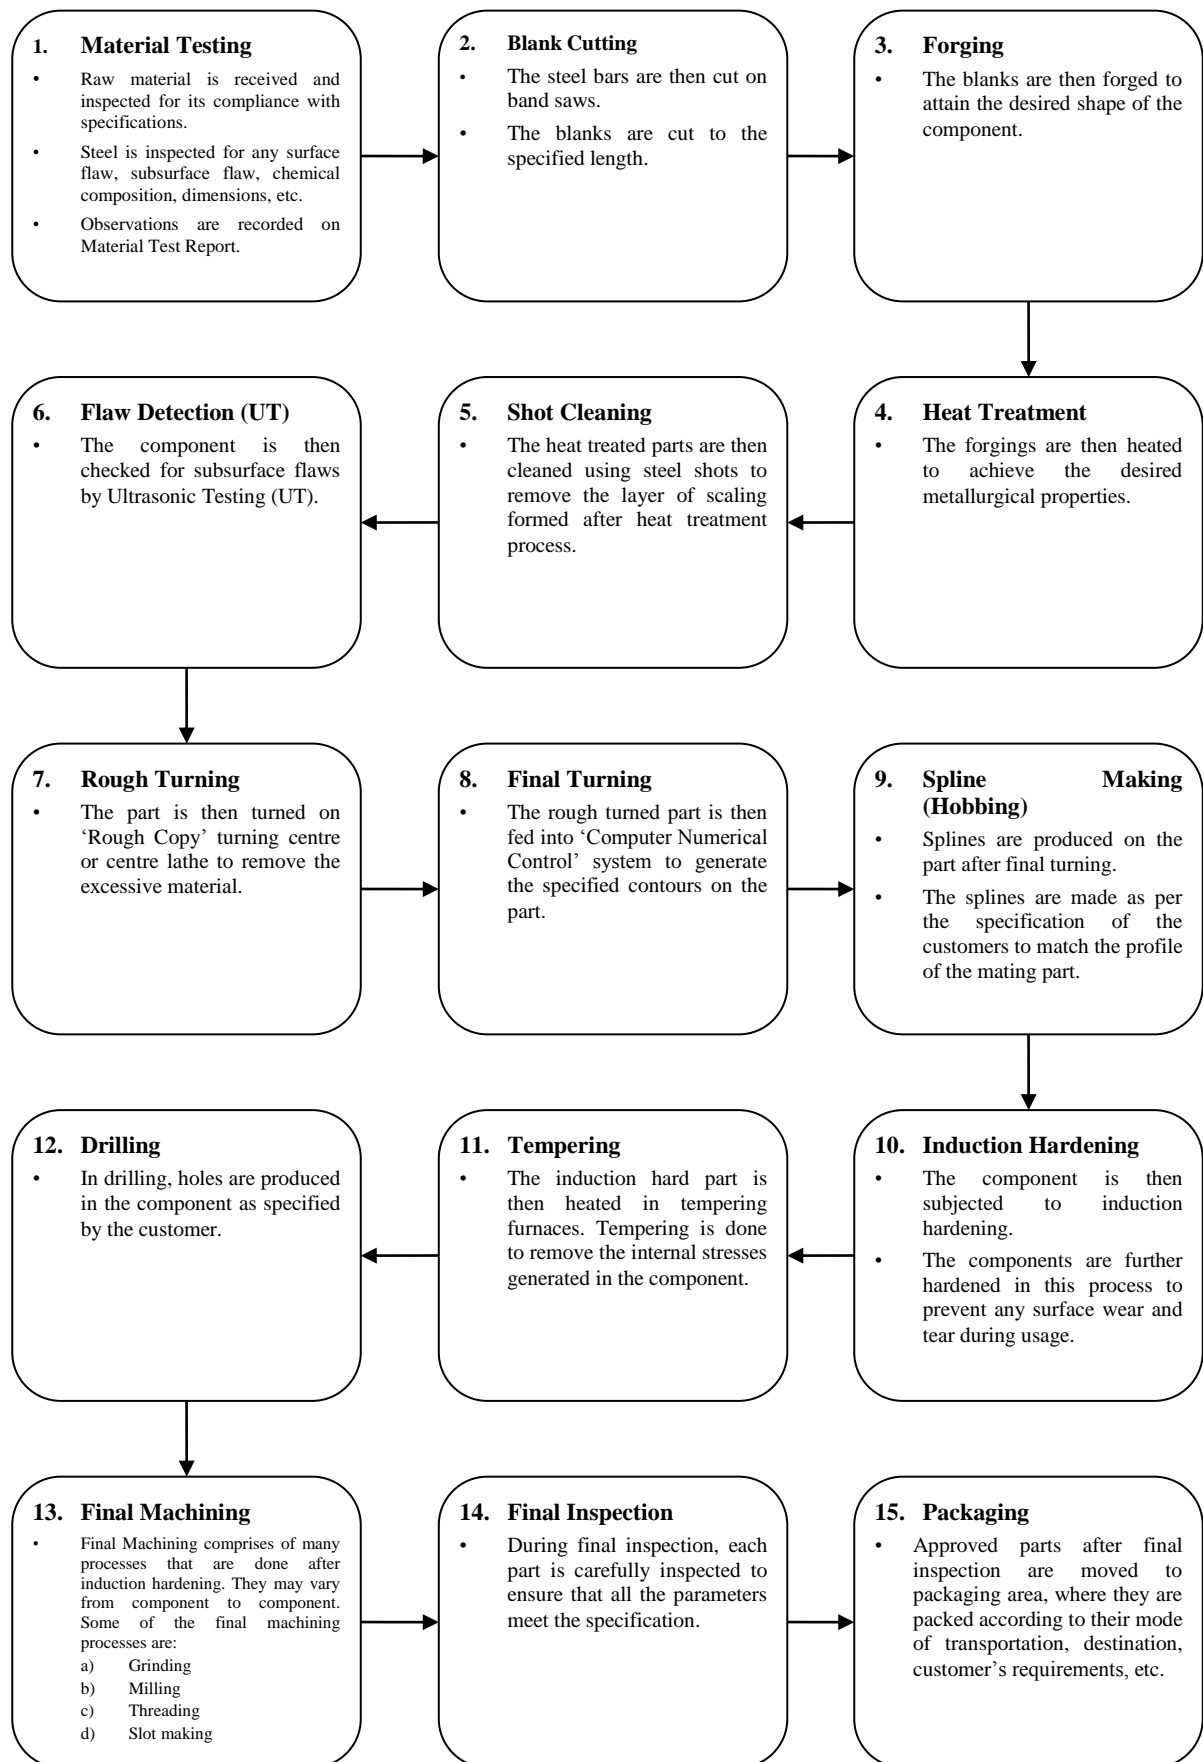 1. Material Testing
• Raw material is received and
inspected for its compliance with
specifications.
• Steel is inspected for any surface
flaw, subsurface flaw, chemical
composition, dimensions, etc.
• Observations are recorded on
Material Test Report.
2. Blank Cutting
• The steel bars are then cut on
band saws.
• The blanks are cut to the
specified length.
3. Forging
• The blanks are then forged to
attain the desired shape of the
component.
4. Heat Treatment
• The forgings are then heated
to achieve the desired
metallurgical properties.
5. Shot Cleaning
• The heat treated parts are then
cleaned using steel shots to
remove the layer of scaling
formed after heat treatment
process.
6. Flaw Detection (UT)
• The component is then
checked for subsurface flaws
by Ultrasonic Testing (UT).
7. Rough Turning
• The part is then turned on
‘Rough Copy’ turning centre
or centre lathe to remove the
excessive material.
8. Final Turning
• The rough turned part is then
fed into ‘Computer Numerical
Control’ system to generate
the specified contours on the
part.
9. Spline Making
(Hobbing)
• Splines are produced on the
part after final turning.
• The splines are made as per
the specification of the
customers to match the profile
of the mating part.
10. Induction Hardening
• The component is then
subjected to induction
hardening.
• The components are further
hardened in this process to
prevent any surface wear and
tear during usage.
11. Tempering
• The induction hard part is
then heated in tempering
furnaces. Tempering is done
to remove the internal stresses
generated in the component.
12. Drilling
• In drilling, holes are produced
in the component as specified
by the customer.
13. Final Machining
• Final Machining comprises of many
processes that are done after
induction hardening. They may vary
from component to component.
Some of the final machining
processes are:
a) Grinding
b) Milling
c) Threading
d) Slot making
14. Final Inspection
• During final inspection, each
part is carefully inspected to
ensure that all the parameters
meet the specification.
15. Packaging
• Approved parts after final
inspection are moved to
packaging area, where they are
packed according to their mode
of transportation, destination,
customer’s requirements, etc.